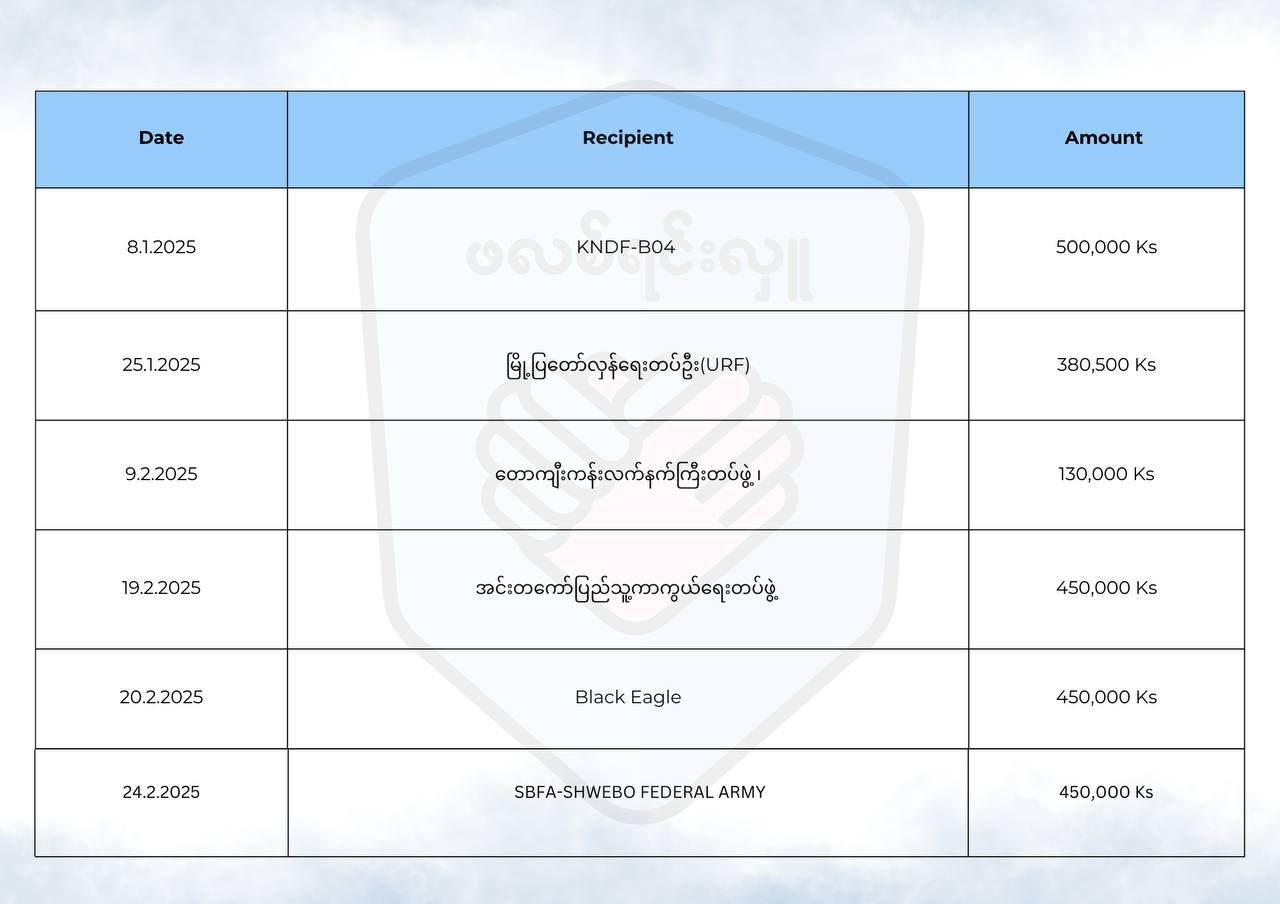 Date Recipient Amount
ဖလစ်ရင်းလှူ
8.1.2025 KNDF-B04 500,000 Ks
25.1.2025 မြို့ပြတော်လှန်ရေးတပ်ဦး(URF) 380,500 Ks
9.2.2025 တောကျီးကန်းလက်နက်ကြီးတပ်ဖွဲ့၊ 130,000 Ks
19.2.2025 အင်းတကော်ပြည်သူ့ကာကွယ်ရေးတပ်ဖွဲ့ 450,000 Ks
20.2.2025 Black Eagle 450,000 Ks
24.2.2025 SBFA-SHWEBO FEDERAL ARMY 450,000 Ks